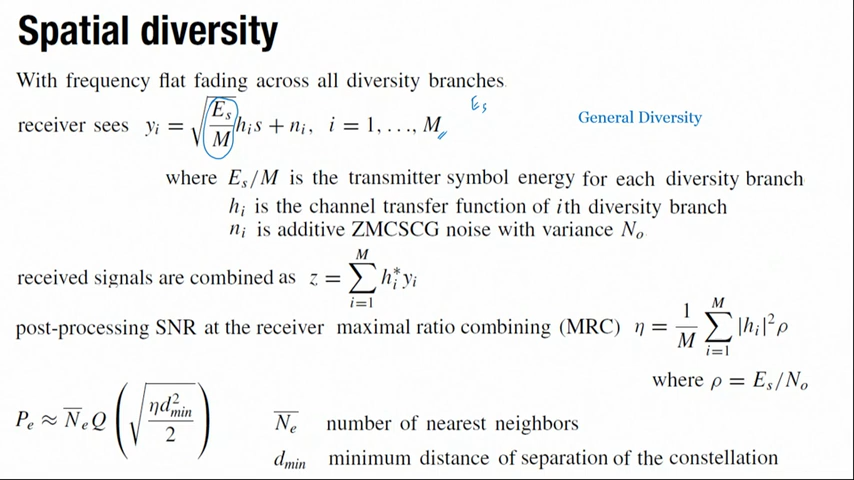 Spatial diversity
With frequency flat fading across all diversity branches.
E_s
receiver sees y_i = √(E_s/M) h_i s + n_i, i = 1, ..., M,
General Diversity
where E_s/M is the transmitter symbol energy for each diversity branch
h_i is the channel transfer function of ith diversity branch
n_i is additive ZMCSCG noise with variance N_o
received signals are combined as z = ∑_{i=1}^{M} h_i^* y_i
post-processing SNR at the receiver maximal ratio combining (MRC) η = 1/M ∑_{i=1}^{M} |h_i|^2 ρ
where ρ = E_s/N_o
P_e ≈ N̅_e Q(√(η d_{min}^2 / 2))
N̅_e number of nearest neighbors
d_{min} minimum distance of separation of the constellation